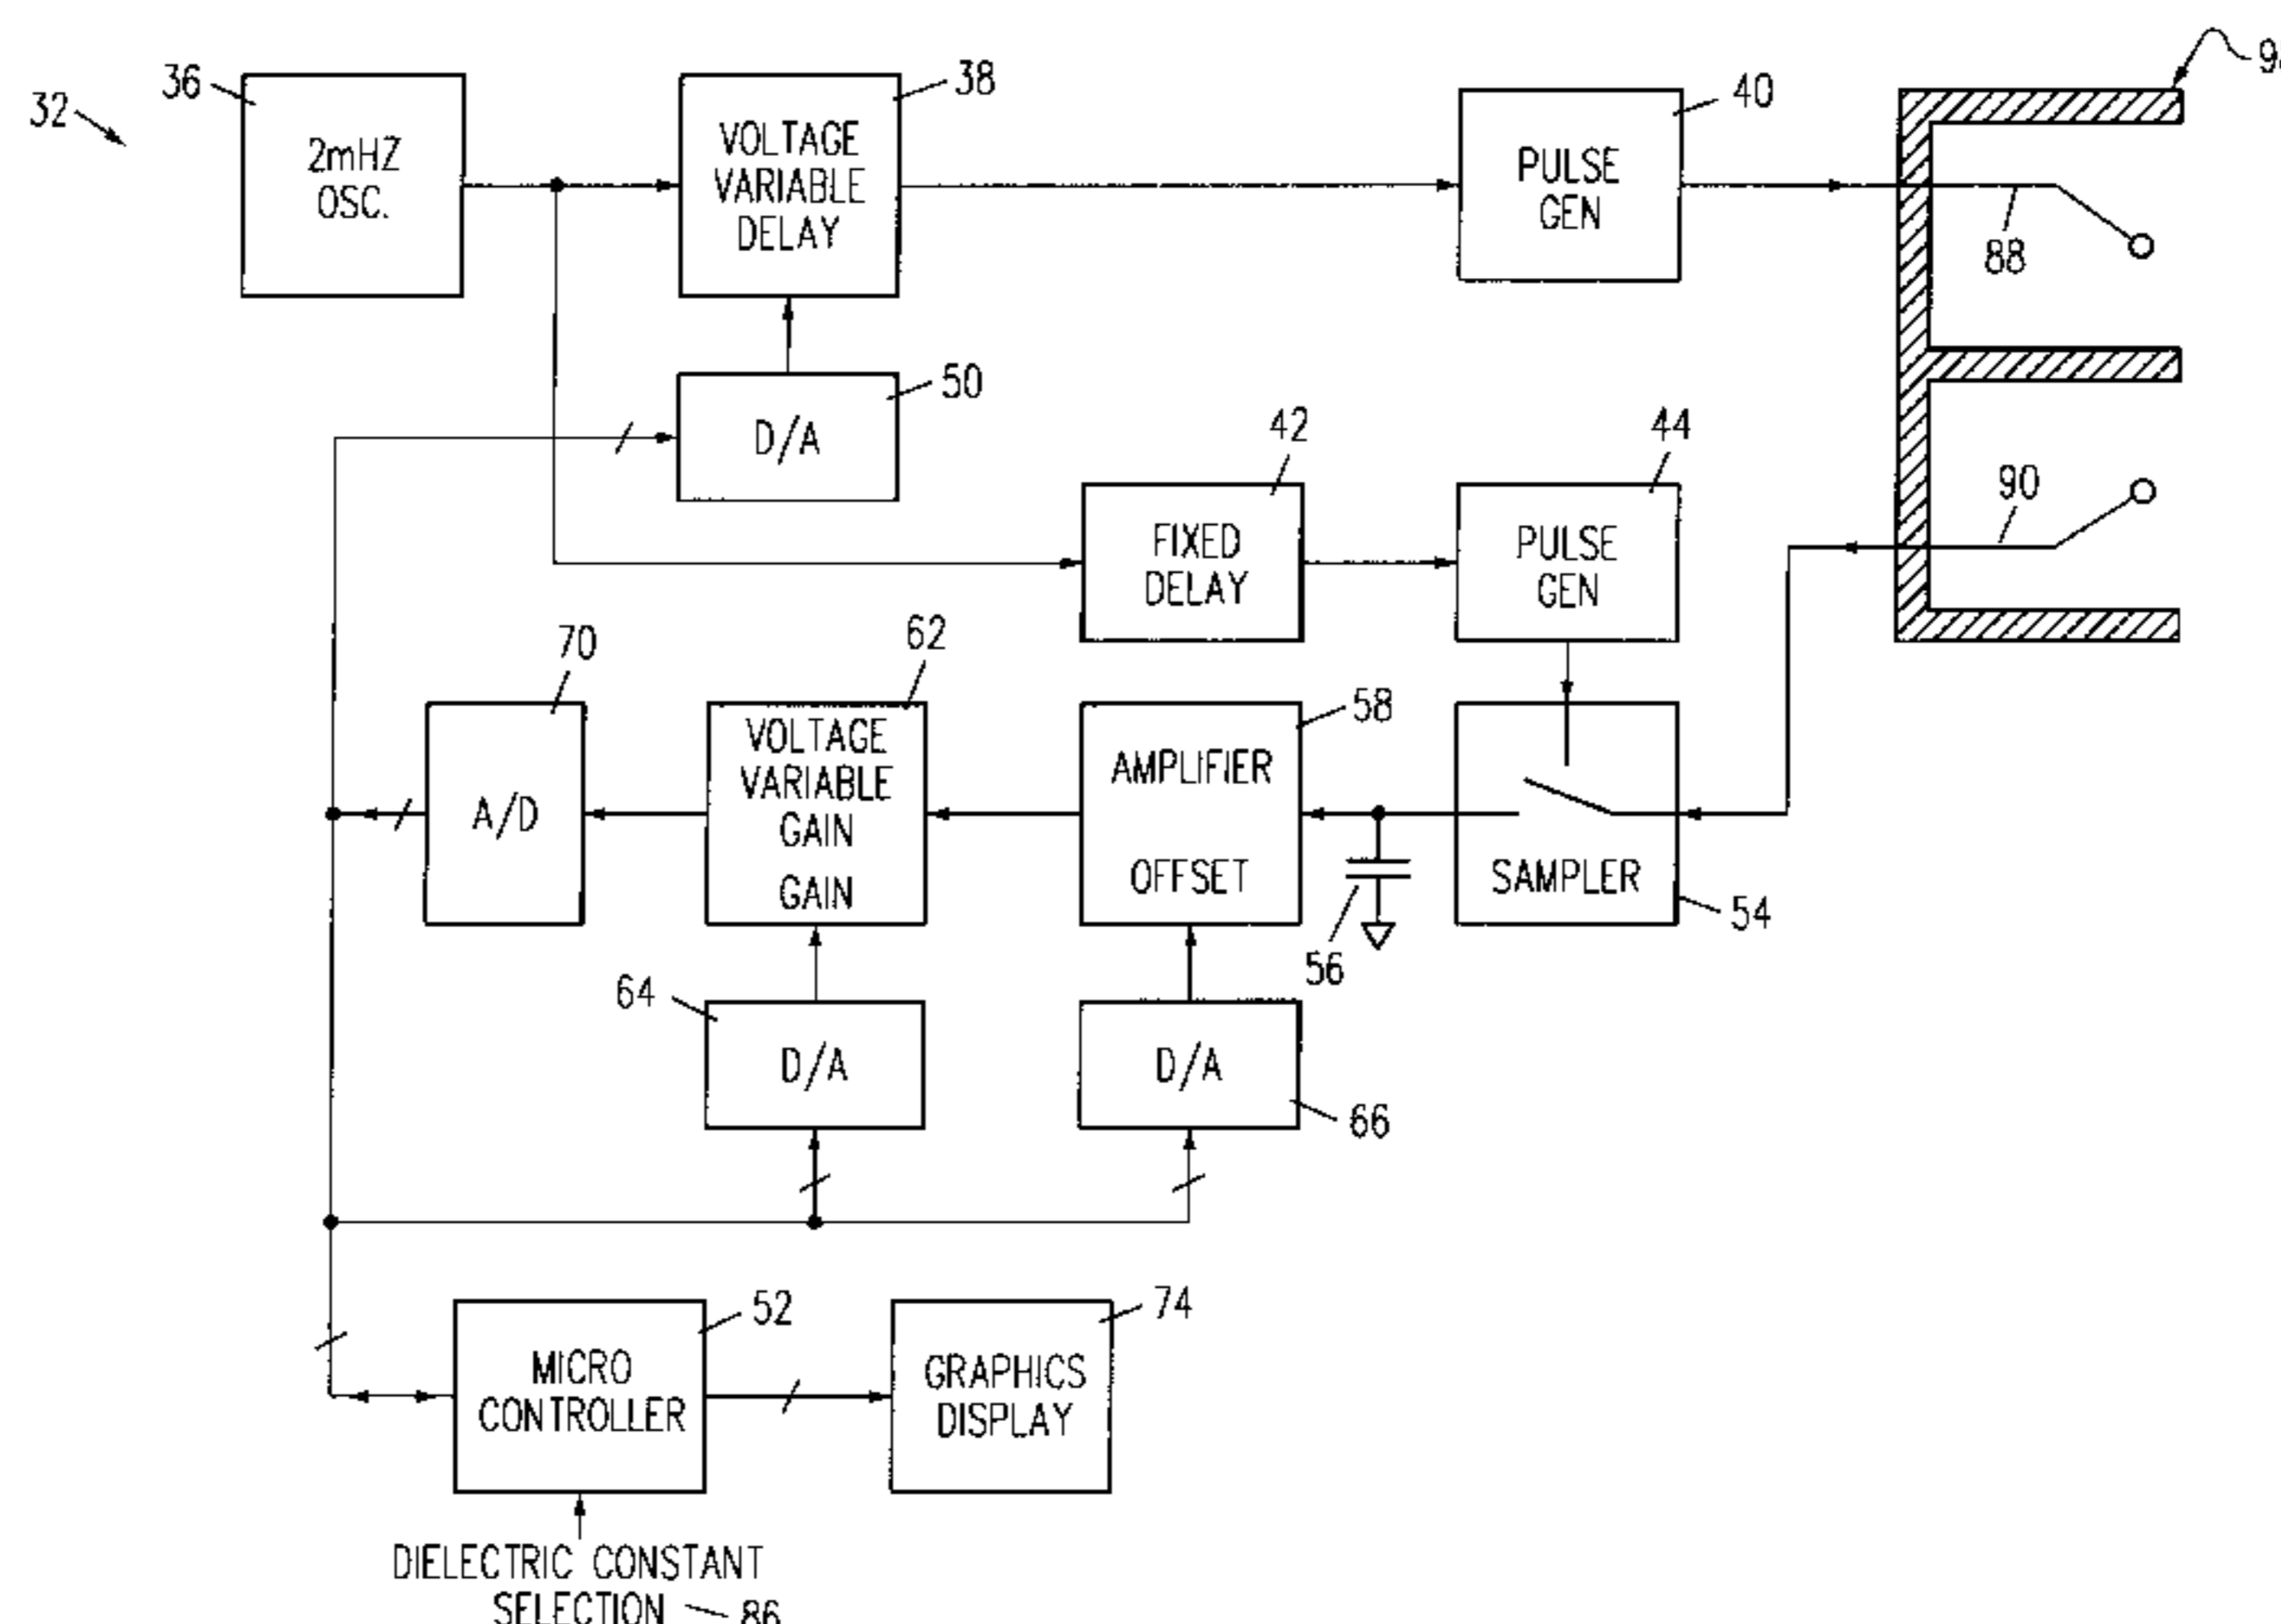 32
36
2mHZ
OSC.
38
VOLTAGE
VARIABLE
DELAY
40
PULSE
GEN
88
50
D/A
42
FIXED
DELAY
44
PULSE
GEN
90
70
A/D
62
VOLTAGE
VARIABLE
GAIN
GAIN
58
AMPLIFIER
OFFSET
56
SAMPLER
54
64
D/A
D/A
66
52
MICRO
CONTROLLER
74
GRAPHICS
DISPLAY
DIELECTRIC CONSTANT
SELECTION 86